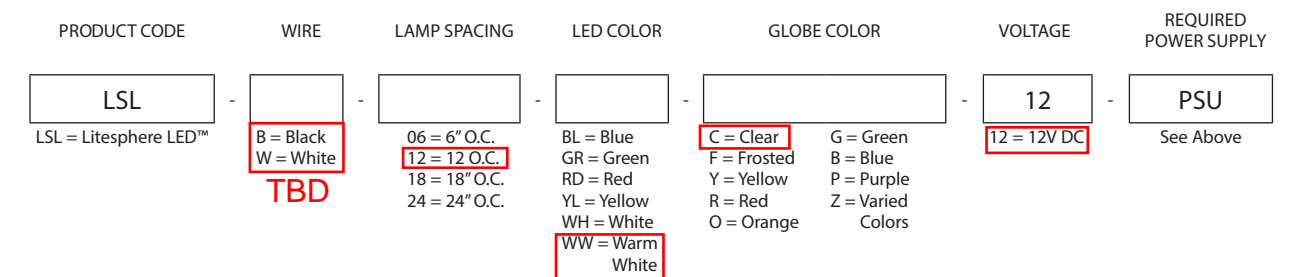 PRODUCT CODE
WIRE
LAMP SPACING
LED COLOR
GLOBE COLOR
VOLTAGE
REQUIRED
POWER SUPPLY
LSL
-
-
-
-
-
12
-
PSU
LSL = Litesphere LED™
B = Black
W = White
TBD
06 = 6” O.C.
12 = 12 O.C.
18 = 18” O.C.
24 = 24” O.C.
BL = Blue
GR = Green
RD = Red
YL = Yellow
WH = White
WW = Warm
White
C = Clear
F = Frosted
Y = Yellow
R = Red
O = Orange
G = Green
B = Blue
P = Purple
Z = Varied
Colors
12 = 12V DC
See Above